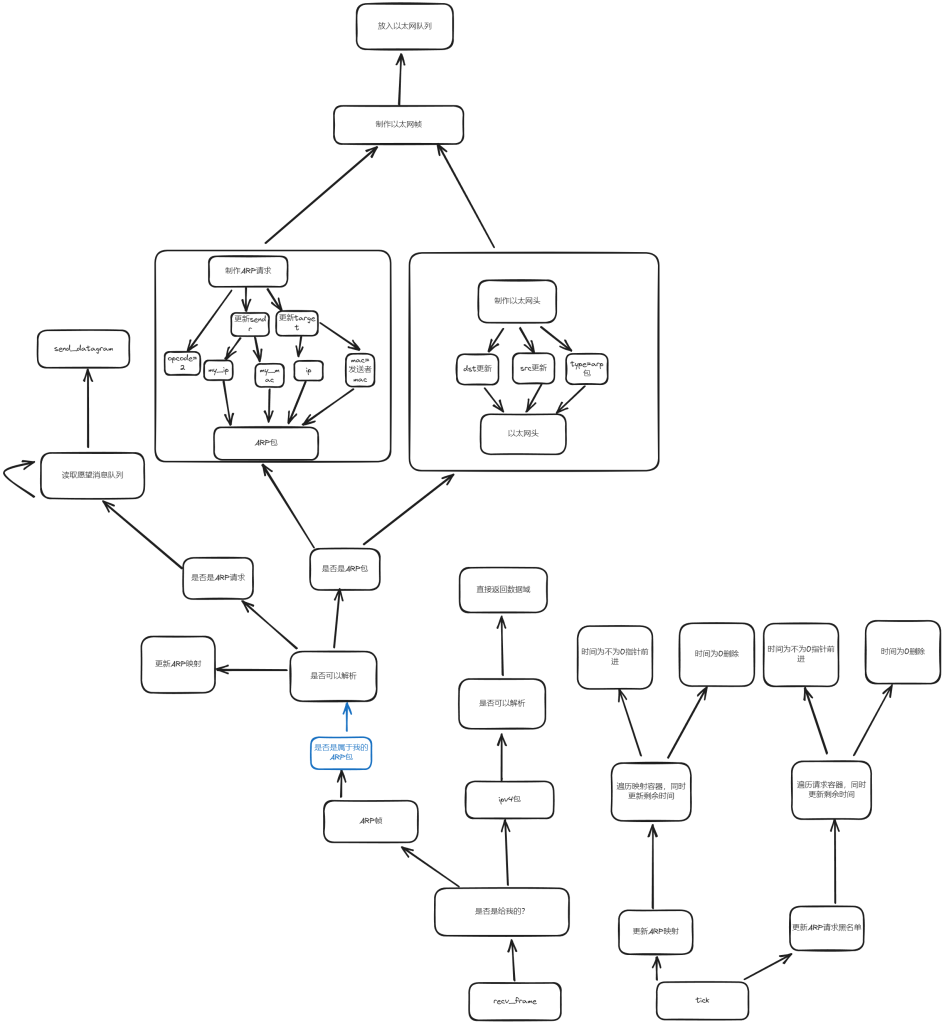 放入以太网队列
制作以太网帧
制作ARP请求
更新send
r
更新targe
t
opcode=
2
my_ip
my_m
ac
ip
mac=
发送者
mac
ARP包
制作以太网头
dst更新
src更新
type=arp
包
以太网头
send_datagram
读取愿望消息队列
是否是ARP请求
是否是ARP包
更新ARP映射
是否可以解析
是否是属于我的
ARP包
ARP帧
直接返回数据域
是否可以解析
ipv4包
是否是给我的?
recv_frame
时间为不为0指针前
进
时间为0删除
时间为不为0指针前
进
时间为0删除
遍历映射容器，同时
更新剩余时间
遍历请求容器，同时
更新剩余时间
更新ARP映射
更新ARP请求黑名单
tick